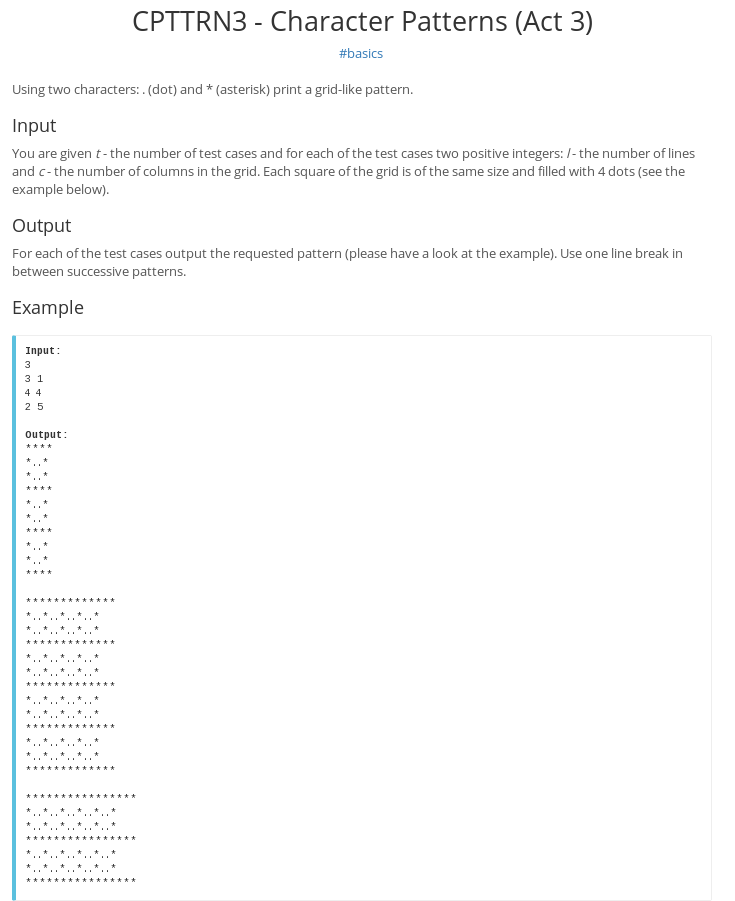 CPTTRN3 - Character Patterns (Act 3)
#basics
Using two characters: . (dot) and * (asterisk) print a grid-like pattern.
Input
You are given t - the number of test cases and for each of the test cases two positive integers: l - the number of lines
and c - the number of columns in the grid. Each square of the grid is of the same size and filled with 4 dots (see the
example below).
Output
For each of the test cases output the requested pattern (please have a look at the example). Use one line break in
between successive patterns.
Example
Input:
3
3 1
4 4
2 5
Output:
****
*..*
*..*
****
*..*
*..*
****
*..*
*..*
****
*************
*..*..*..*..*
*..*..*..*..*
*************
*..*..*..*..*
*..*..*..*..*
*************
*..*..*..*..*
*..*..*..*..*
*************
*..*..*..*..*
*..*..*..*..*
*************
****************
*..*..*..*..*..*
*..*..*..*..*..*
****************
*..*..*..*..*..*
*..*..*..*..*..*
****************